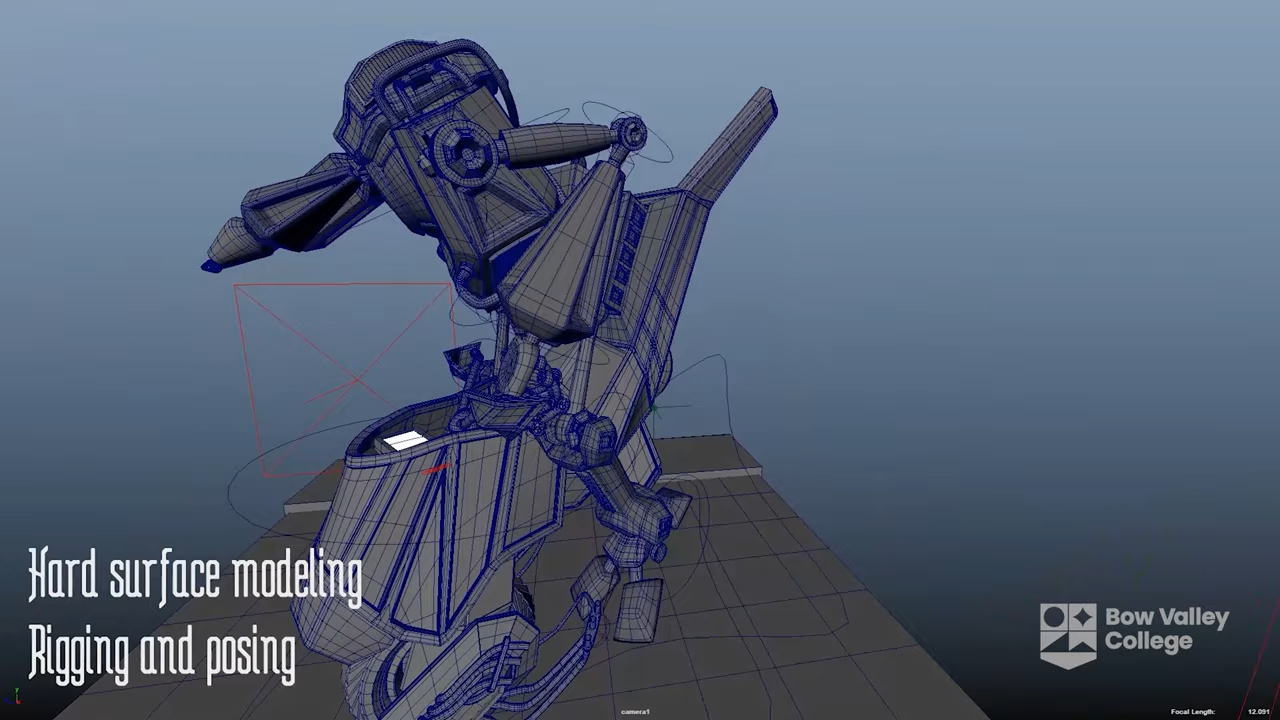 Hard surface modeling
Rigging and posing
Bow Valley
College
camera1
Focal Length: 12.091